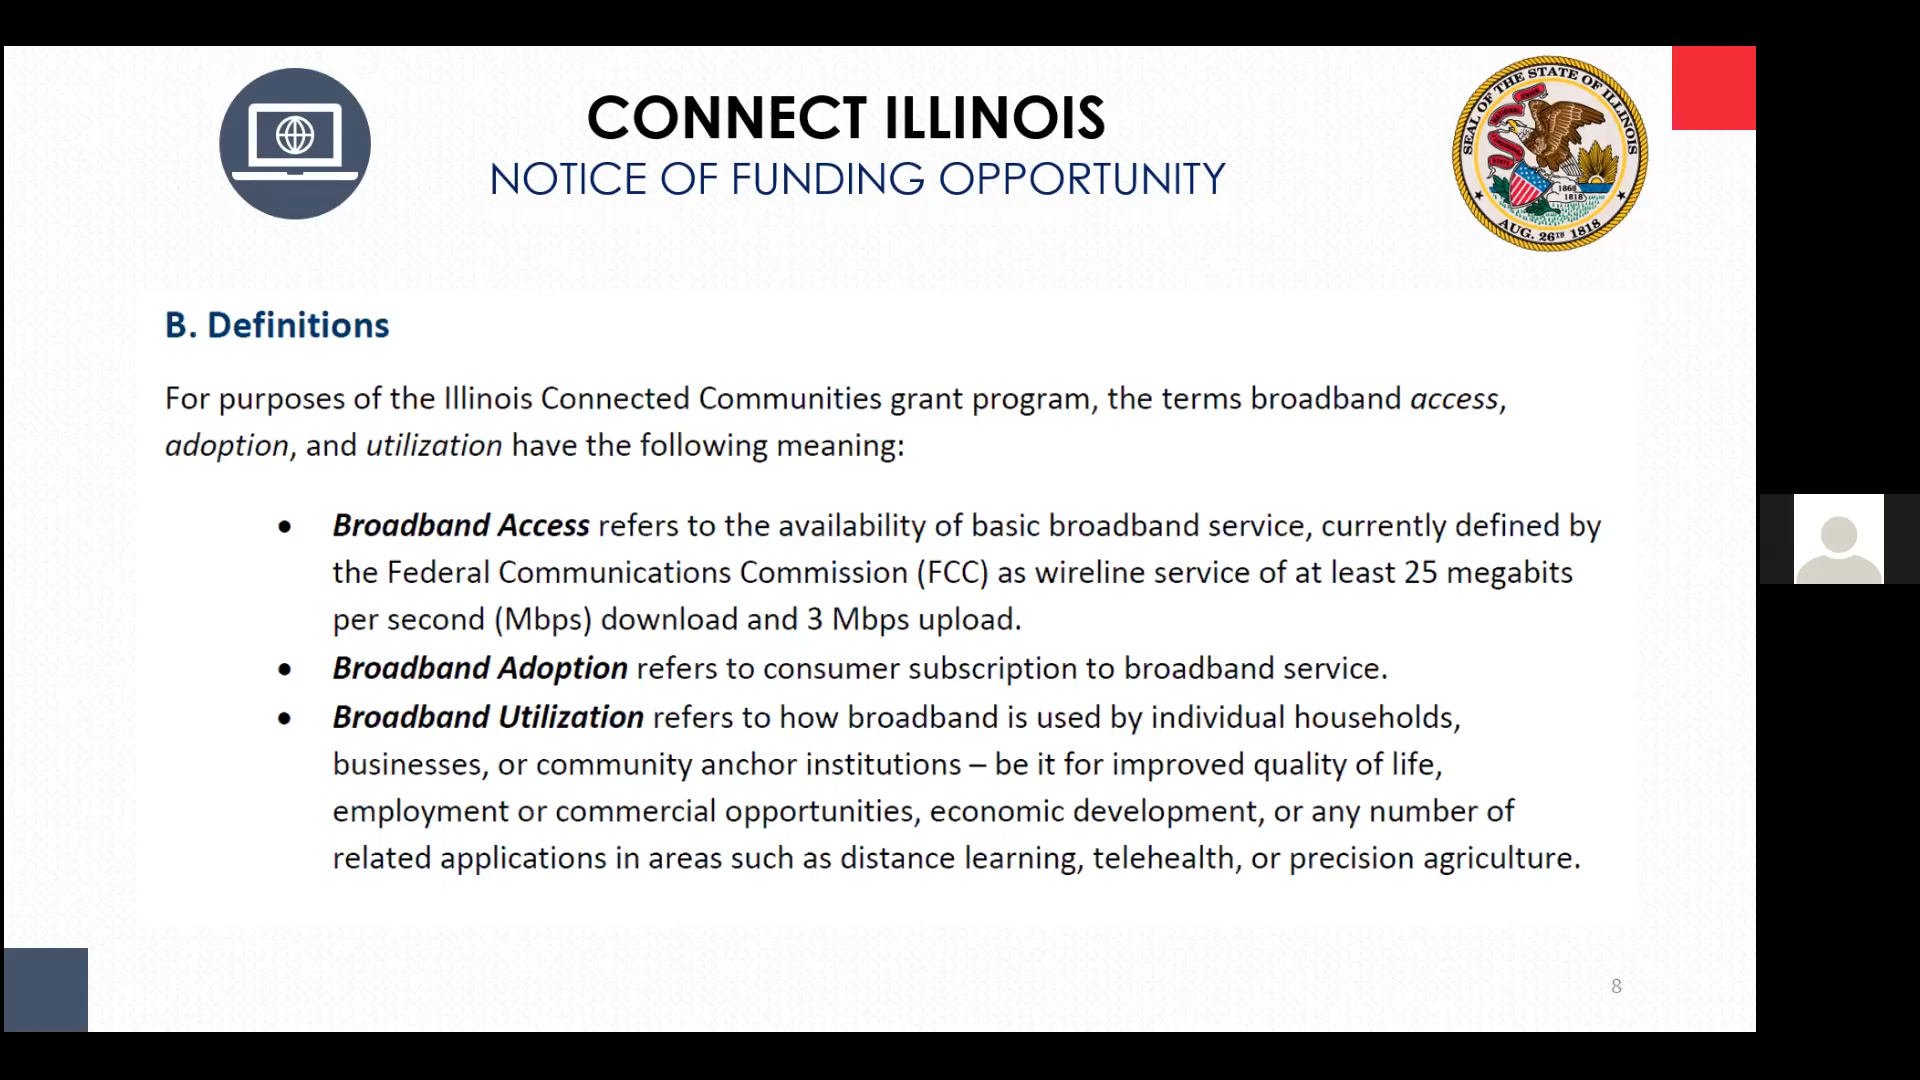 CONNECT ILLINOIS
NOTICE OF FUNDING OPPORTUNITY
SEAL OF THE STATE OF ILLINOIS
1868
1818
AUG. 26TH 1818
B. Definitions
For purposes of the Illinois Connected Communities grant program, the terms broadband access,
adoption, and utilization have the following meaning:
• Broadband Access refers to the availability of basic broadband service, currently defined by
the Federal Communications Commission (FCC) as wireline service of at least 25 megabits
per second (Mbps) download and 3 Mbps upload.
• Broadband Adoption refers to consumer subscription to broadband service.
• Broadband Utilization refers to how broadband is used by individual households,
businesses, or community anchor institutions – be it for improved quality of life,
employment or commercial opportunities, economic development, or any number of
related applications in areas such as distance learning, telehealth, or precision agriculture.
8